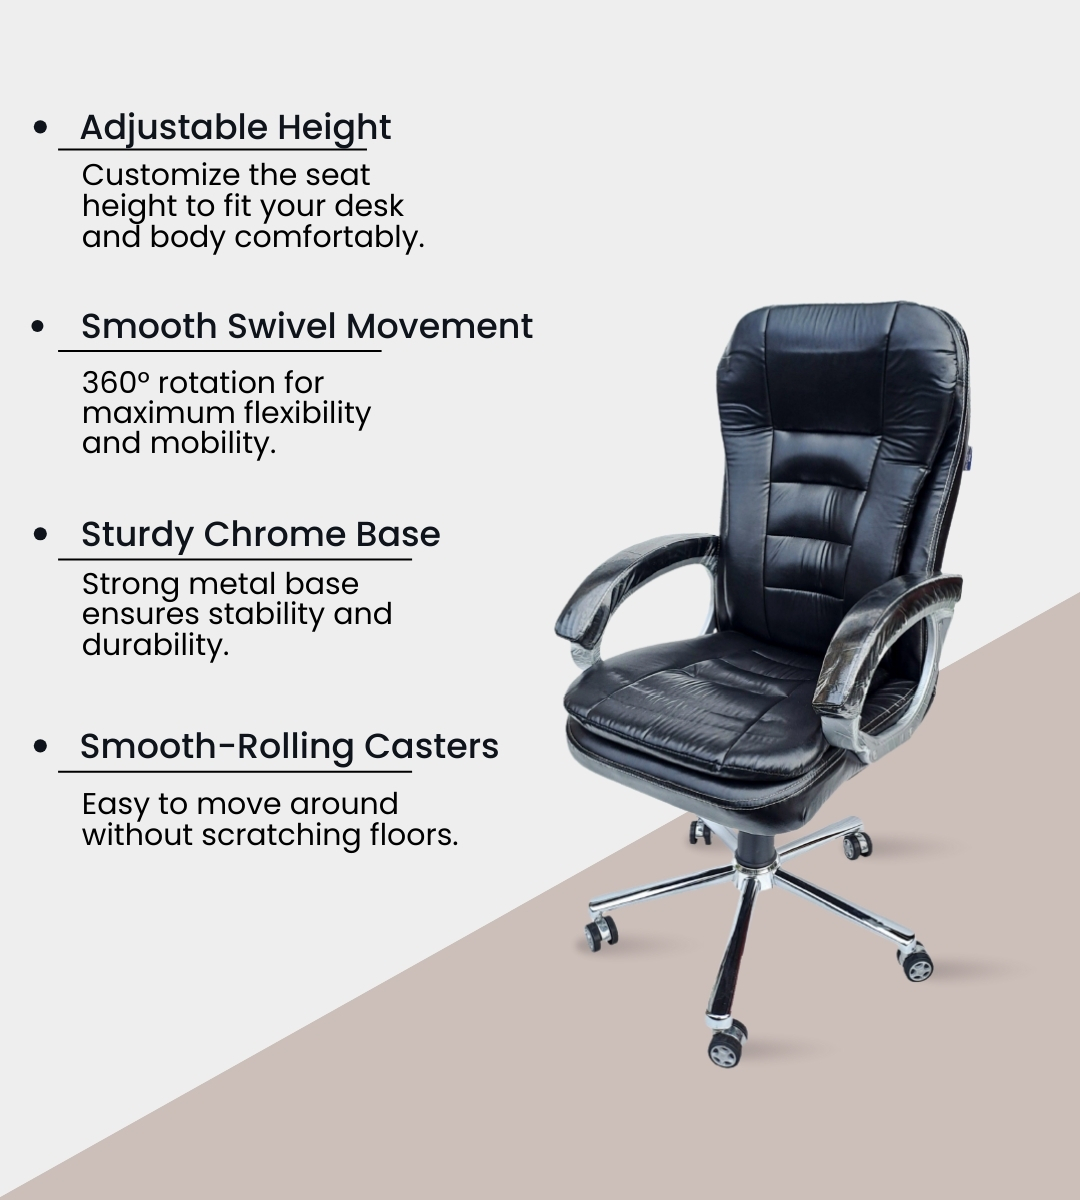 • Adjustable Height
Customize the seat
height to fit your desk
and body comfortably.
• Smooth Swivel Movement
360° rotation for
maximum flexibility
and mobility.
• Sturdy Chrome Base
Strong metal base
ensures stability and
durability.
• Smooth-Rolling Casters
Easy to move around
without scratching floors.